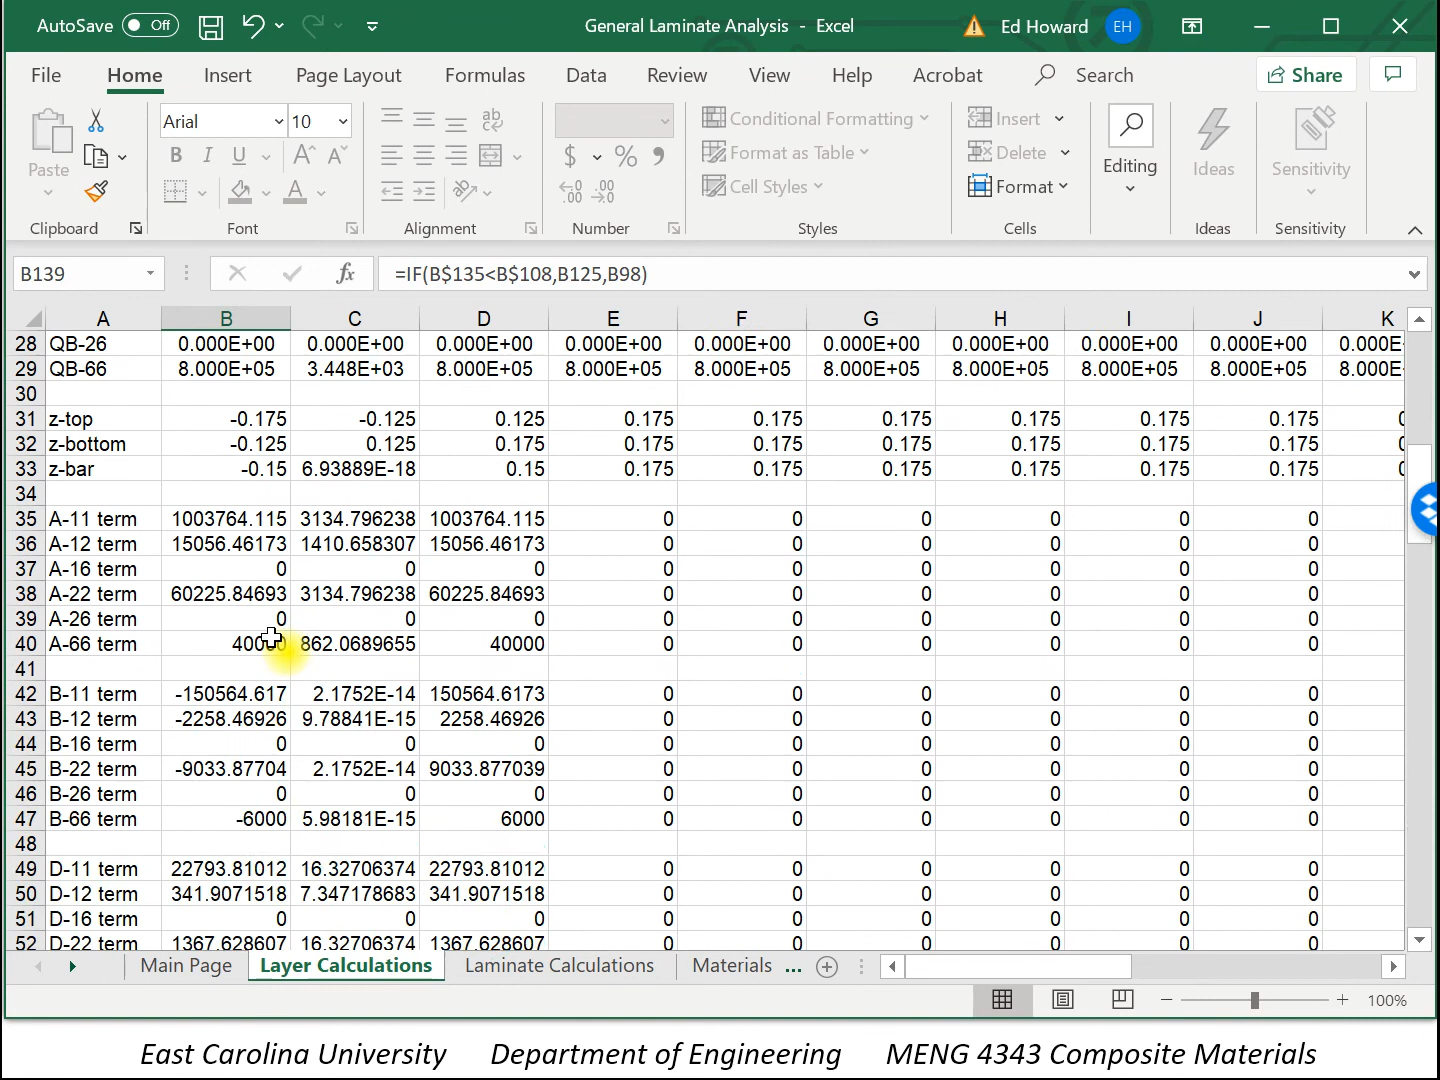 AutoSave Off General Laminate Analysis - Excel Ed Howard EH
File Home Insert Page Layout Formulas Data Review View Help Acrobat Search Share
Arial 10 ab Conditional Formatting Insert
Paste B I U A A $ % Format as Table Delete Editing Ideas Sensitivity
A .00 .00 Cell Styles Format
Clipboard Font Alignment Number Styles Cells Ideas Sensitivity
B139 fx =IF(B$135<B$108,B125,B98)
A B C D E F G H I J K
28 QB-26 0.000E+00 0.000E+00 0.000E+00 0.000E+00 0.000E+00 0.000E+00 0.000E+00 0.000E+00 0.000E+00 0.000E
29 QB-66 8.000E+05 3.448E+03 8.000E+05 8.000E+05 8.000E+05 8.000E+05 8.000E+05 8.000E+05 8.000E+05 8.000E
30
31 z-top -0.175 -0.125 0.125 0.175 0.175 0.175 0.175 0.175 0.175
32 z-bottom -0.125 0.125 0.175 0.175 0.175 0.175 0.175 0.175 0.175
33 z-bar -0.15 6.93889E-18 0.15 0.175 0.175 0.175 0.175 0.175 0.175
34
35 A-11 term 1003764.115 3134.796238 1003764.115 0 0 0 0 0 0
36 A-12 term 15056.46173 1410.658307 15056.46173 0 0 0 0 0 0
37 A-16 term 0 0 0 0 0 0 0 0 0
38 A-22 term 60225.84693 3134.796238 60225.84693 0 0 0 0 0 0
39 A-26 term 0 0 0 0 0 0 0 0 0
40 A-66 term 40000 862.0689655 40000 0 0 0 0 0 0
41
42 B-11 term -150564.617 2.1752E-14 150564.6173 0 0 0 0 0 0
43 B-12 term -2258.46926 9.78841E-15 2258.46926 0 0 0 0 0 0
44 B-16 term 0 0 0 0 0 0 0 0 0
45 B-22 term -9033.87704 2.1752E-14 9033.877039 0 0 0 0 0 0
46 B-26 term 0 0 0 0 0 0 0 0 0
47 B-66 term -6000 5.98181E-15 6000 0 0 0 0 0 0
48
49 D-11 term 22793.81012 16.32706374 22793.81012 0 0 0 0 0 0
50 D-12 term 341.9071518 7.347178683 341.9071518 0 0 0 0 0 0
51 D-16 term 0 0 0 0 0 0 0 0 0
52 D-22 term 1367.628607 16.32706374 1367.628607 0 0 0 0 0 0
Main Page Layer Calculations Laminate Calculations Materials ...
100%
East Carolina University Department of Engineering MENG 4343 Composite Materials